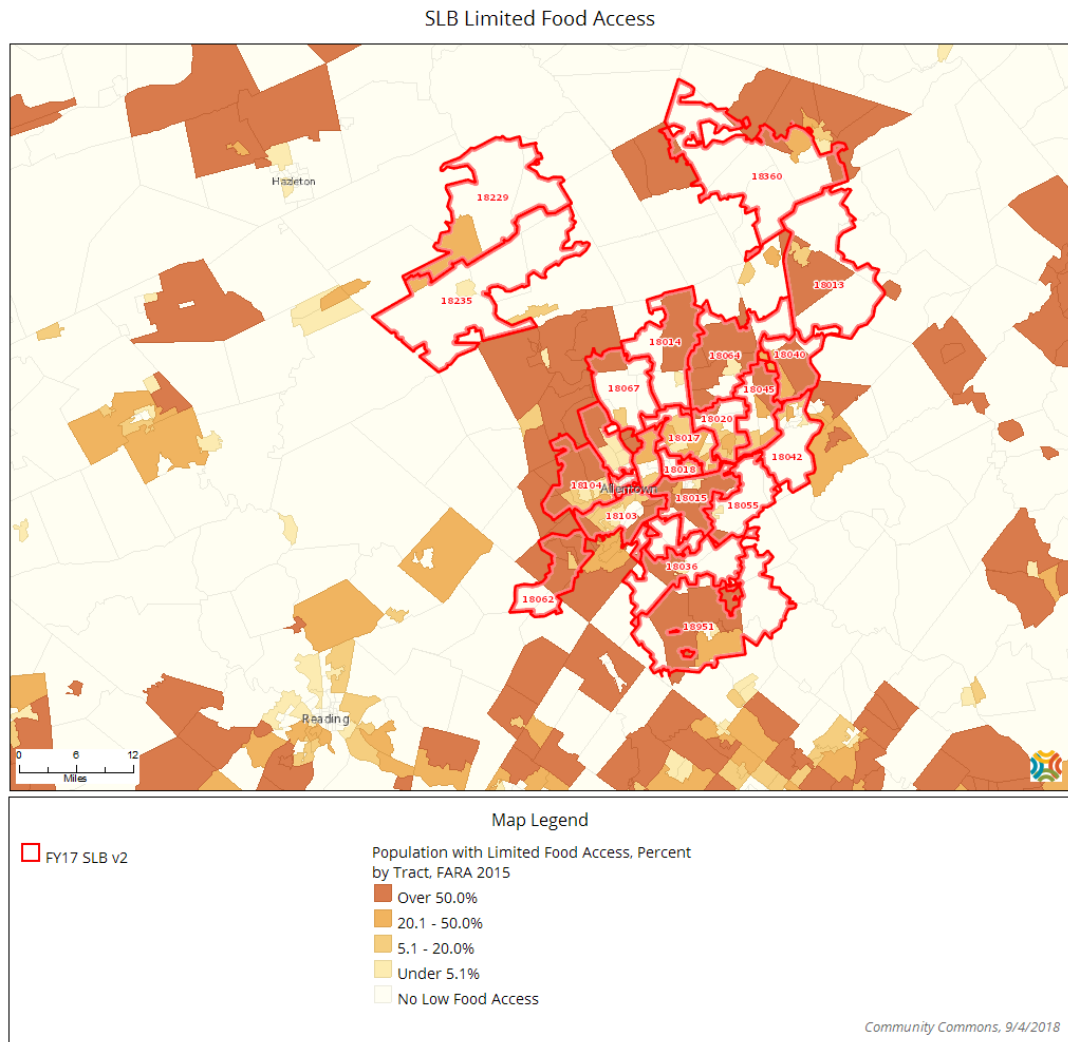 SLB Limited Food Access
Hazleton
18229
18360
18235
18013
18014
18064
18040
18067
18045
18020
18017
18042
18018
18104
Allentown
18015
18055
18103
18036
18062
18951
Reading
0 6 12
Miles
Map Legend
FY17 SLB v2
Population with Limited Food Access, Percent
by Tract, FARA 2015
Over 50.0%
20.1 - 50.0%
5.1 - 20.0%
Under 5.1%
No Low Food Access
Community Commons, 9/4/2018